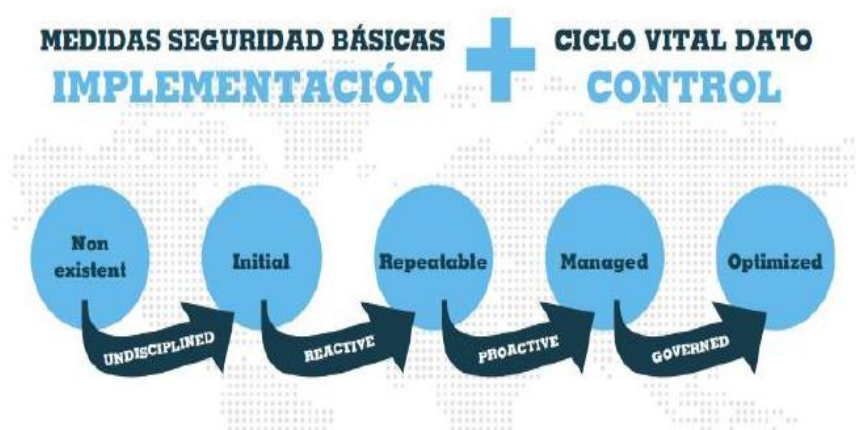 MEDIDAS SEGURIDAD BÁSICAS
IMPLEMENTACIÓN
+
CICLO VITAL DATO
CONTROL
Non
existent
Initial
Repeatable
Managed
Optimized
UNDISCIPLINED
REACTIVE
PROACTIVE
GOVERNED